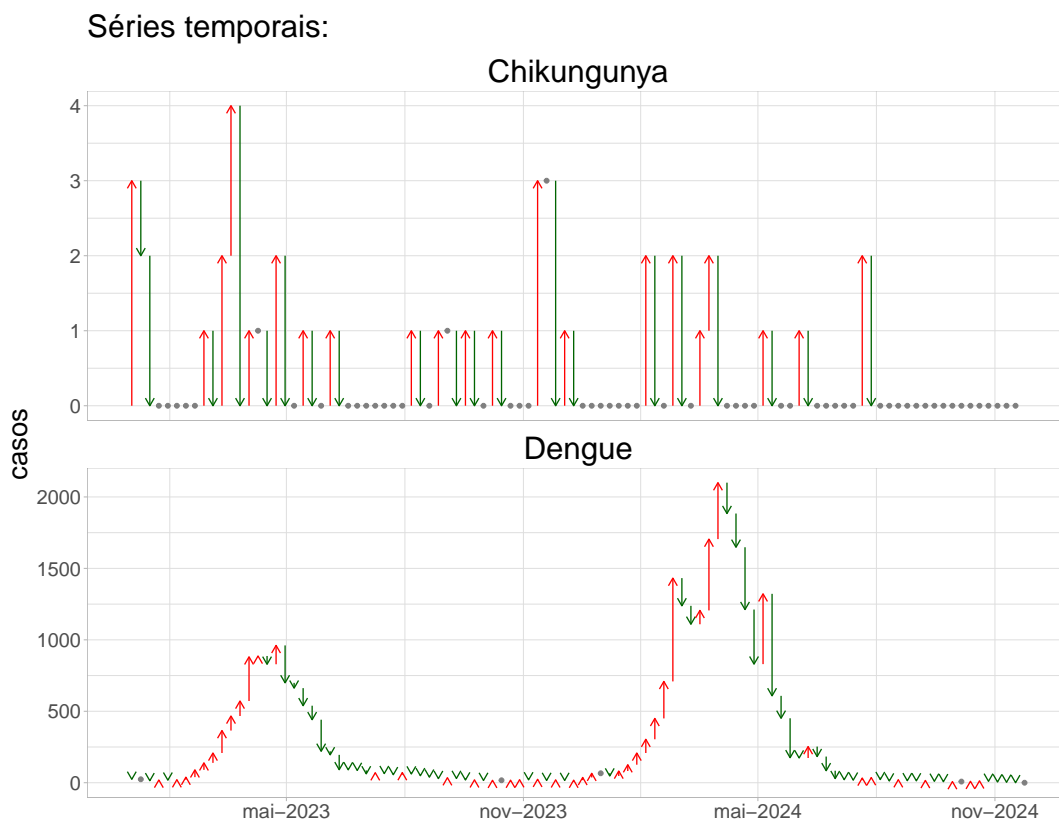 Séries temporais:
Chikungunya
4
3
2
1
0
casos
Dengue
2000
1500
1000
500
0
mai−2023
nov−2023
mai−2024
nov−2024